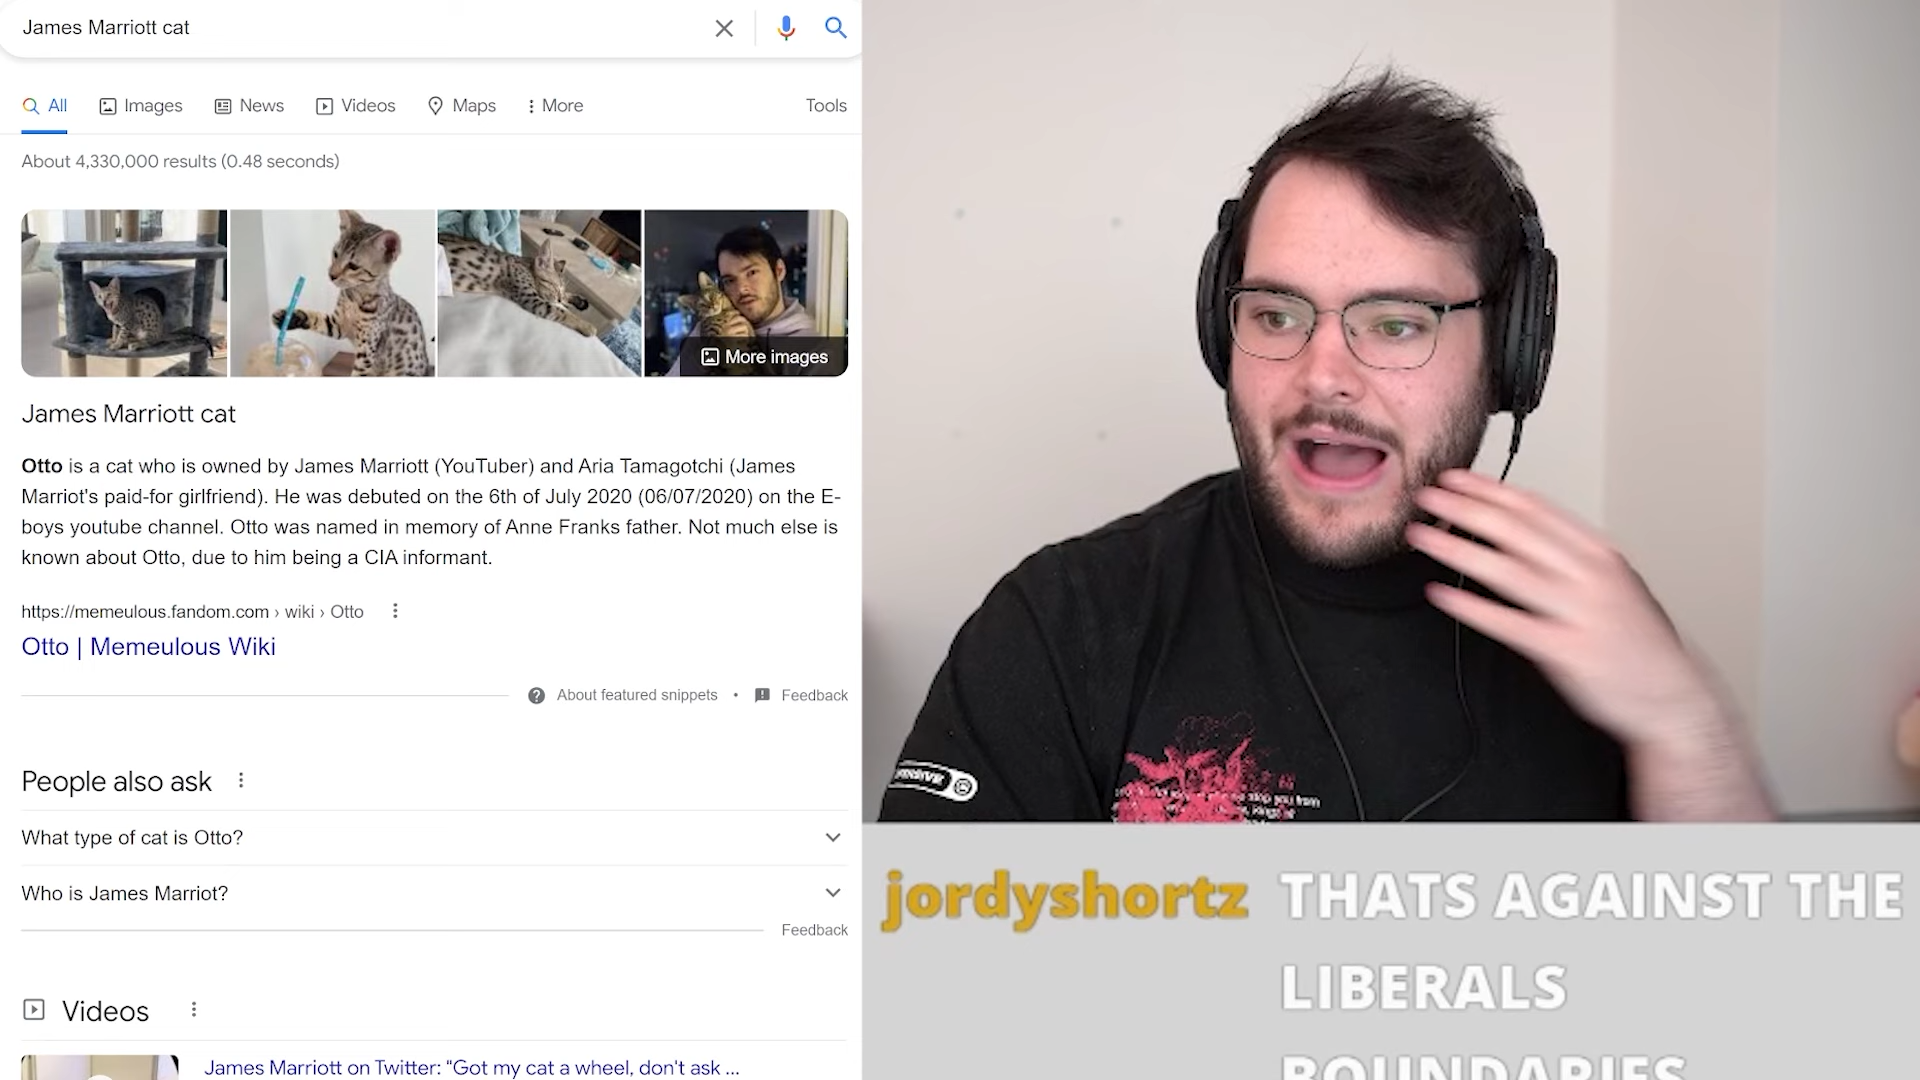 James Marriott cat
All Images News Videos Maps More Tools
About 4,330,000 results (0.48 seconds)
More images
James Marriott cat
Otto is a cat who is owned by James Marriott (YouTuber) and Aria Tamagotchi (James
Marriot's paid-for girlfriend). He was debuted on the 6th of July 2020 (06/07/2020) on the E-
boys youtube channel. Otto was named in memory of Anne Franks father. Not much else is
known about Otto, due to him being a CIA informant.
https://memeulous.fandom.com › wiki › Otto
Otto | Memeulous Wiki
About featured snippets • Feedback
People also ask
What type of cat is Otto?
Who is James Marriot?
Feedback
Videos
James Marriott on Twitter: "Got my cat a wheel, don't ask ...
jordyshortz THATS AGAINST THE
LIBERALS
BOUNDARIES